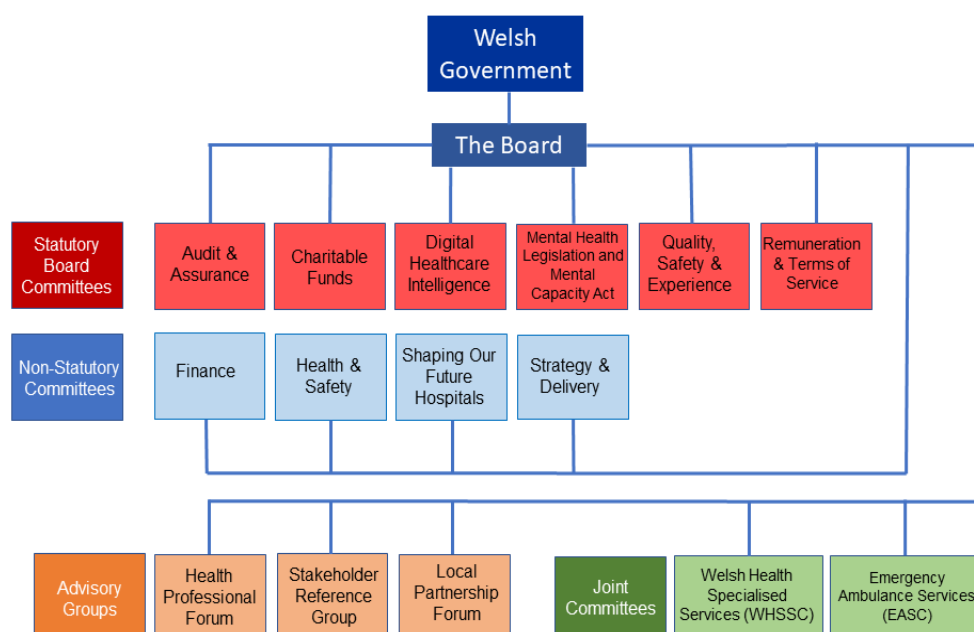 Welsh
Government
The Board
Statutory
Board
Committees
Audit &
Assurance
Charitable
Funds
Digital
Healthcare
Intelligence
Mental Health
Legislation and
Mental
Capacity Act
Quality,
Safety &
Experience
Remuneration
& Terms of
Service
Non-Statutory
Committees
Finance
Health &
Safety
Shaping Our
Future
Hospitals
Strategy &
Delivery
Advisory
Groups
Health
Professional
Forum
Stakeholder
Reference
Group
Local
Partnership
Forum
Joint
Committees
Welsh Health
Specialised
Services (WHSSC)
Emergency
Ambulance Services
(EASC)